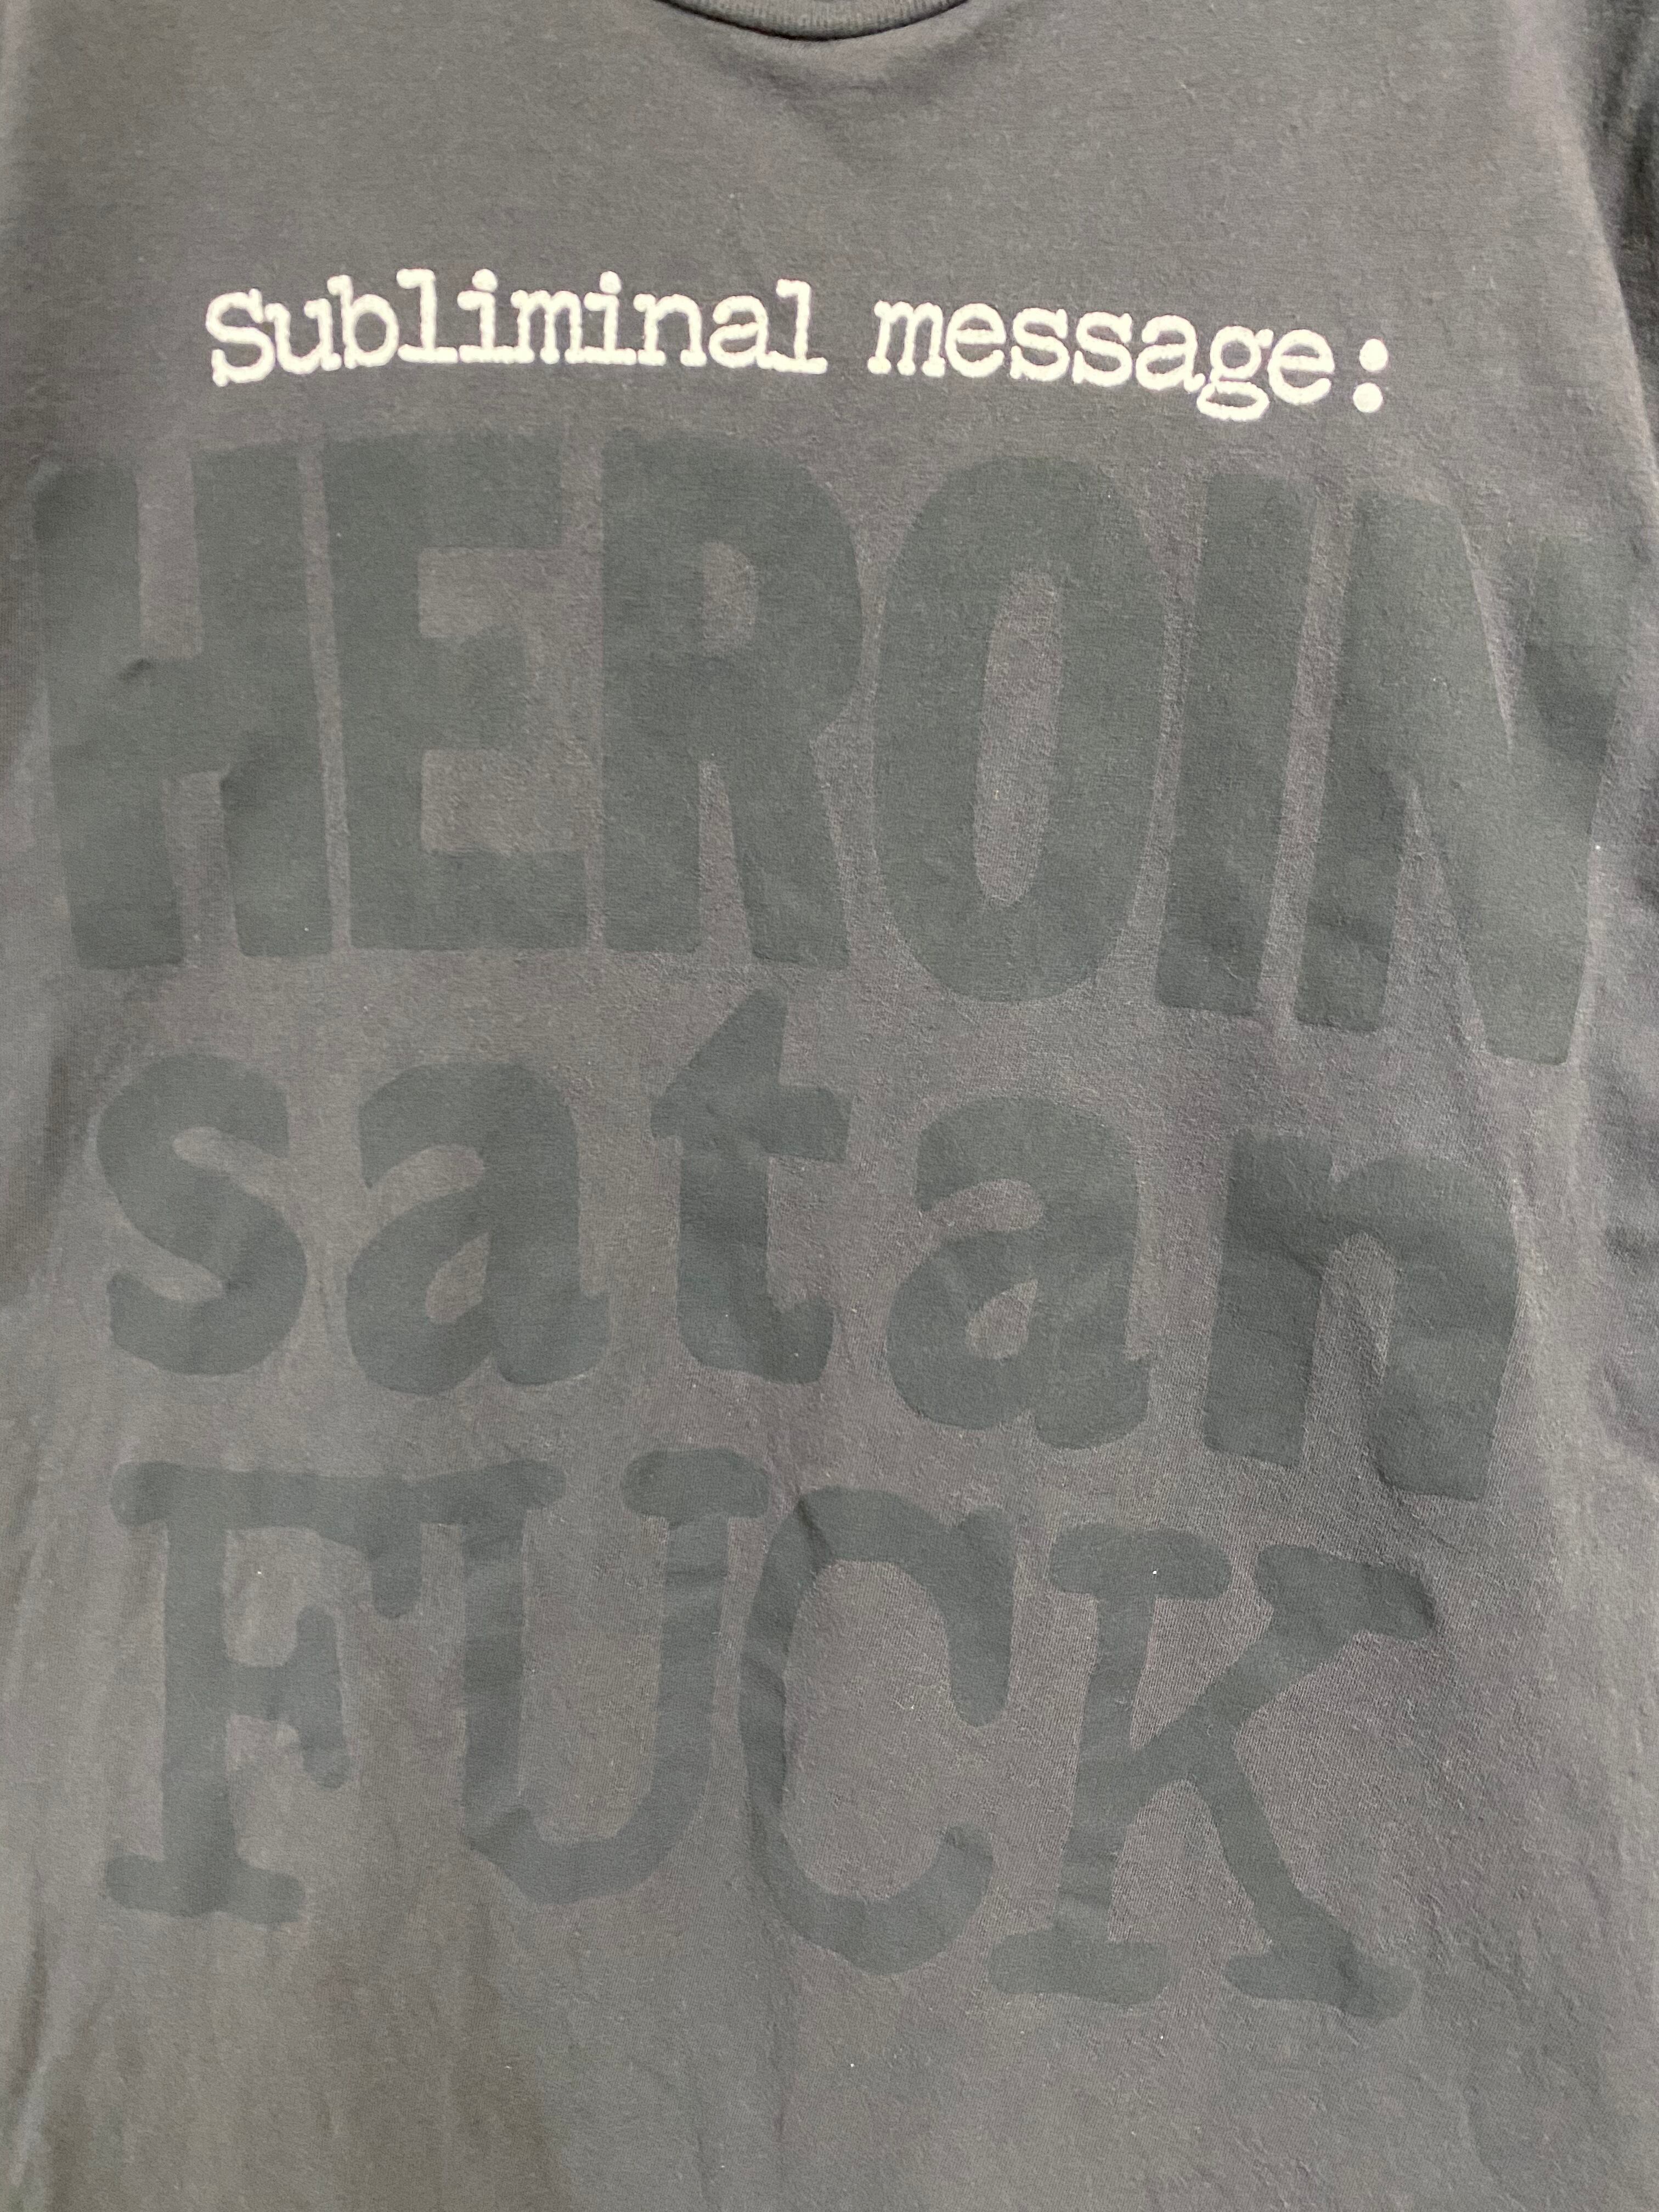 Subliminal message:
HEROIN
satan
FUCK